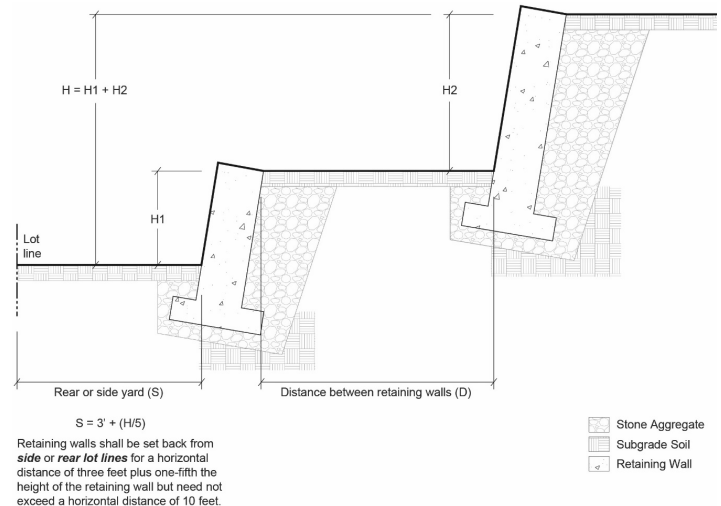 H = H1 + H2
H2
H1
Lot
line
Rear or side yard (S)
Distance between retaining walls (D)
S = 3' + (H/5)
Retaining walls shall be set back from
side or rear lot lines for a horizontal
distance of three feet plus one-fifth the
height of the retaining wall but need not
exceed a horizontal distance of 10 feet.
Stone Aggregate
Subgrade Soil
Retaining Wall